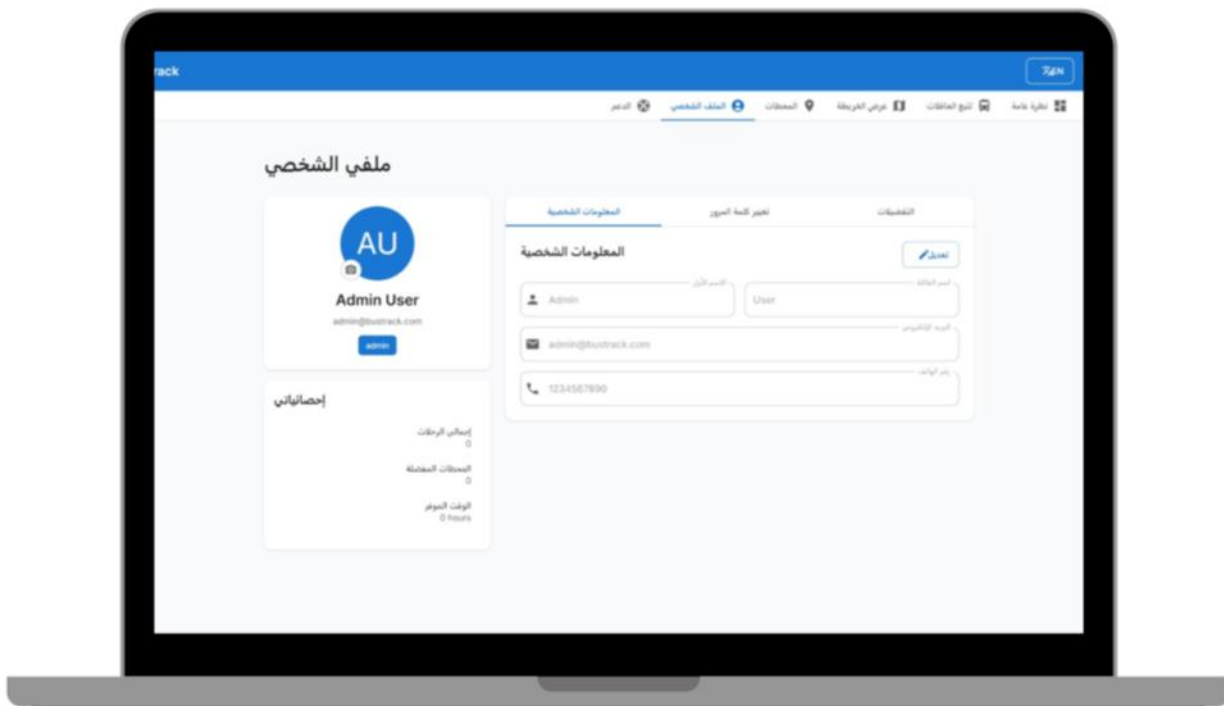 rack
EN
نظرة عامة
تتبع الحافلات
عرض الخريطة
المحطات
الملف الشخصي
الدعم
ملفي الشخصي
AU
Admin User
admin@bustrack.com
admin
إحصائياتي
إجمالي الرحلات
0
المحطات المفضلة
0
الوقت الموفر
0 hours
المعلومات الشخصية
تغيير كلمة المرور
التفضيلات
المعلومات الشخصية
تعديل
الاسم الأول
Admin
اسم العائلة
User
البريد الإلكتروني
admin@bustrack.com
رقم الهاتف
1234567890